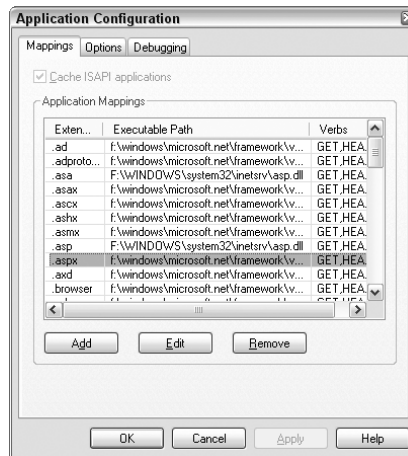 Application Configuration
Mappings Options Debugging
Cache ISAPI applications
Application Mappings
Exten... Executable Path Verbs
.ad f:\windows\microsoft.net\framework\v... GET,HEA
.adproto... f:\windows\microsoft.net\framework\v... GET,HEA
.asa F:\WINDOWS\system32\inetsrv\asp.dll GET,HEA
.asax f:\windows\microsoft.net\framework\v... GET,HEA
.ascx f:\windows\microsoft.net\framework\v... GET,HEA
.ashx f:\windows\microsoft.net\framework\v... GET,HEA
.asmx f:\windows\microsoft.net\framework\v... GET,HEA
.asp F:\WINDOWS\system32\inetsrv\asp.dll GET,HEA
.aspx f:\windows\microsoft.net\framework\v... GET,HEA
.axd f:\windows\microsoft.net\framework\v... GET,HEA
.browser f:\windows\microsoft.net\framework\v... GET,HEA
Add Edit Remove
OK Cancel Apply Help